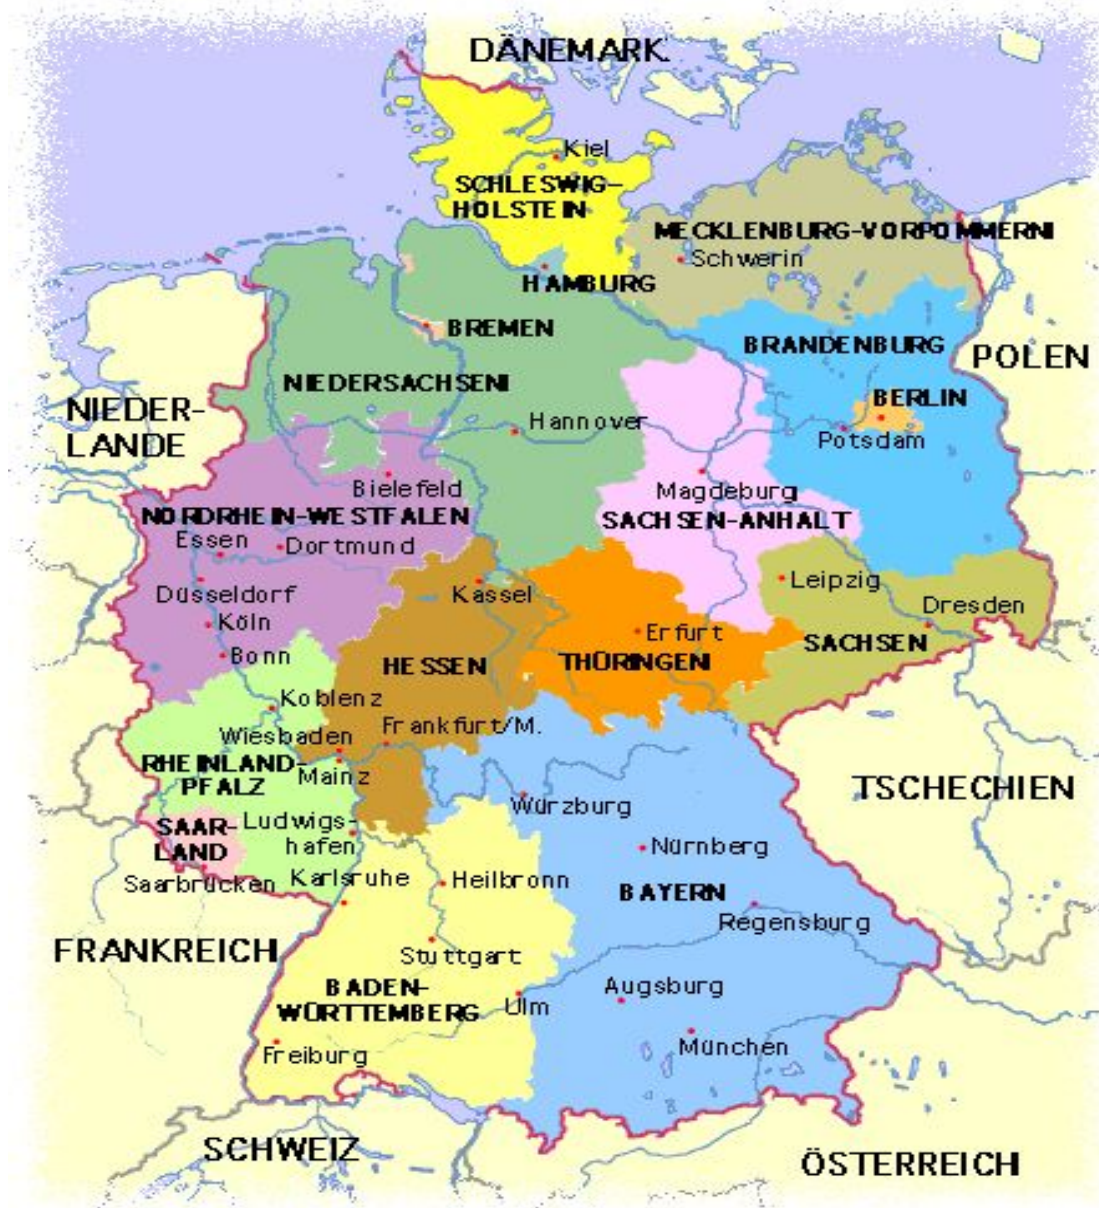 DÄNEMARK
Kiel
SCHLESWIG-
HOLSTEIN
MECKLENBURG-VORPOMMERNI
Schwerin
HAMBURG
BREMEN
BRANDENBURG
POLEN
NIEDERSACHSENI
BERLIN
NIEDER-
LANDE
Hannover
Potsdam
Bielefeld
Magdeburg
NORDRHEIN-WESTFALEN
SACHSEN-ANHALT
Essen
Dortmund
Leipzig
Düsseldorf
Kassel
Dresden
Köln
Erfurt
SACHSEN
Bonn
HESSEN
THÜRINGEN
Koblenz
Frankfurt/M.
Wiesbaden
RHEINLAND-
PFALZ
Mainz
TSCHECHIEN
Würzburg
SAAR-
LAND
Ludwigs-
hafen
Nürnberg
Saarbrücken
Karlsruhe
Heilbronn
BAYERN
Regensburg
FRANKREICH
Stuttgart
BADEN-
WÜRTTEMBERG
Ulm
Augsburg
Freiburg
München
SCHWEIZ
ÖSTERREICH